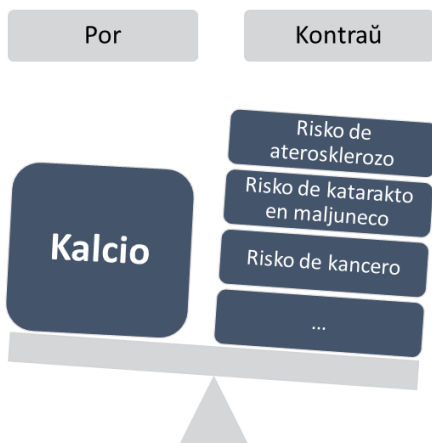 Por
Kontraŭ
Kalcio
Risko de
aterosklerozo
Risko de katarakto
en maljuneco
Risko de kancero
...